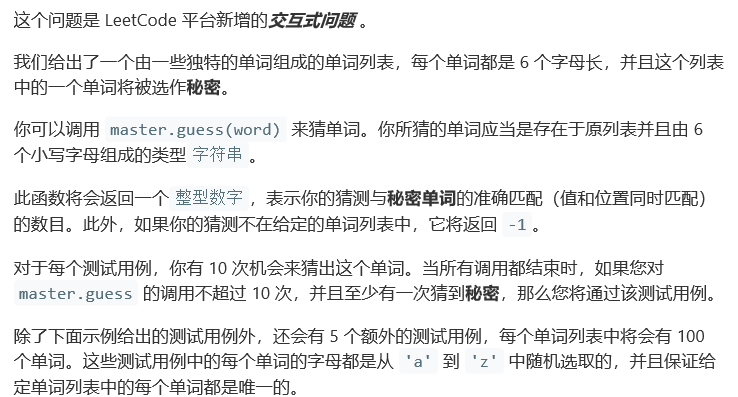 这个问题是 LeetCode 平台新增的交互式问题 。
我们给出了一个由一些独特的单词组成的单词列表，每个单词都是 6 个字母长，并且这个列表
中的一个单词将被选作秘密。
你可以调用 master.guess(word) 来猜单词。你所猜的单词应当是存在于原列表并且由 6
个小写字母组成的类型 字符串 。
此函数将会返回一个 整型数字 ，表示你的猜测与秘密单词的准确匹配（值和位置同时匹配）
的数目。此外，如果你的猜测不在给定的单词列表中，它将返回 -1 。
对于每个测试用例，你有 10 次机会来猜出这个单词。当所有调用都结束时，如果您对
master.guess 的调用不超过 10 次，并且至少有一次猜到秘密，那么您将通过该测试用例。
除了下面示例给出的测试用例外，还会有 5 个额外的测试用例，每个单词列表中将会有 100
个单词。这些测试用例中的每个单词的字母都是从 'a' 到 'z' 中随机选取的，并且保证给
定单词列表中的每个单词都是唯一的。